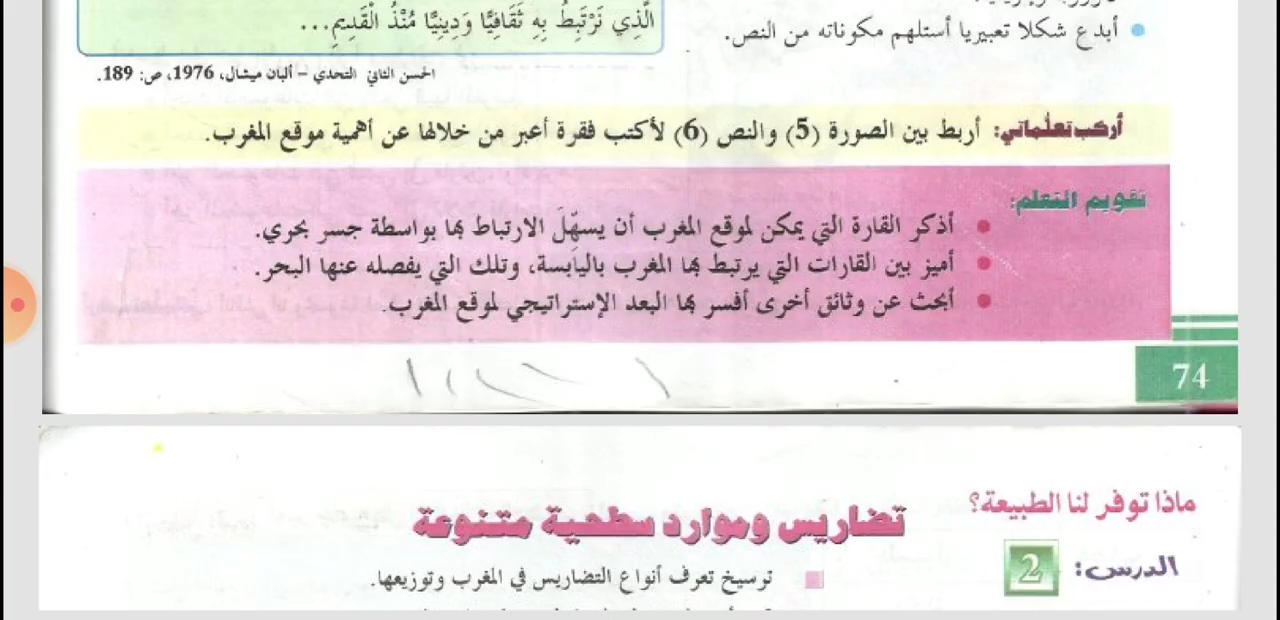 أبدع شكلا تعبيريا أستلهم مكوناته من النص.
الَّذِي تَرْتَبِطُ بِهِ ثَقَافِيًّا وَدِينِيًّا مُنْذُ الْقَدِيمِ...
الحسن الثاني التحدي – ألبان ميشال، 1976، ص: 189.
أركب تعلماتي: أربط بين الصورة (5) والنص (6) لأكتب فقرة أعبر من خلالها عن أهمية موقع المغرب.
تقويم التعلم:
أذكر القارة التي يمكن لموقع المغرب أن يسهّل الارتباط بها بواسطة جسر بحري.
أميز بين القارات التي يرتبط بها المغرب باليابسة، وتلك التي يفصله عنها البحر.
أبحث عن وثائق أخرى أفسر بها البعد الإستراتيجي لموقع المغرب.
74
ماذا توفر لنا الطبيعة؟
تضاريس وموارد سطحية متنوعة
الدرس: 2
ترسيخ تعرف أنواع التضاريس في المغرب وتوزيعها.